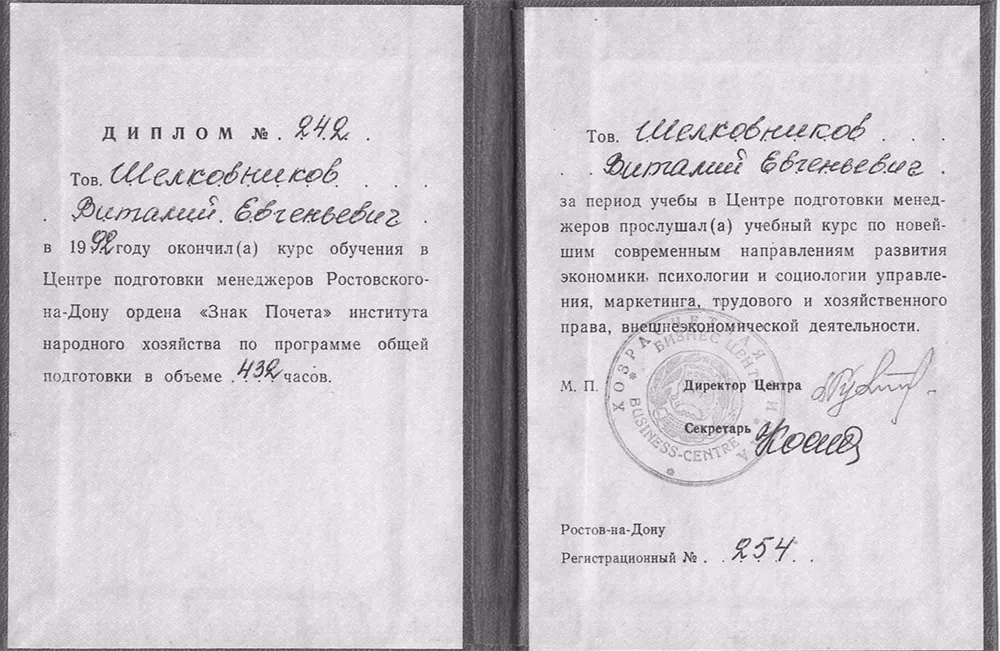 ДИПЛОМ № 242
Тов. Шелковников
Виталий Евгеньевич
в 1992 году окончил(а) курс обучения в
Центре подготовки менеджеров Ростовского-
на-Дону ордена «Знак Почета» института
народного хозяйства по программе общей
подготовки в объеме 432 часов.
Тов. Шелковников
Виталий Евгеньевич
за период учебы в Центре подготовки менед-
жеров прослушал(а) учебный курс по новей-
шим современным направлениям развития
экономики, психологии и социологии управле-
ния, маркетинга, трудового и хозяйственного
права, внешнеэкономической деятельности.
ХОЗРАСЧЕТНАЯ
БИЗНЕС ЦЕНТР
BUSINESS-CENTRE
М. П.
Директор Центра
Секретарь
Ростов-на-Дону
Регистрационный № 254